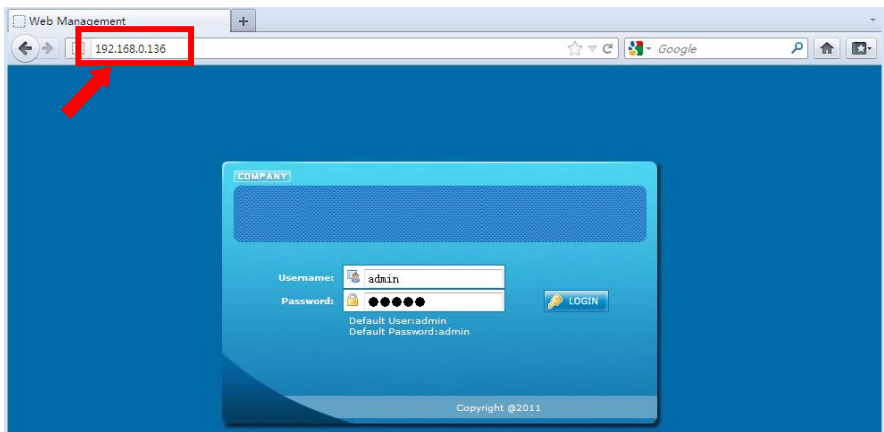 Web Management
192.168.0.136
Google
COMPANY
Username: admin
Password: ●●●●●
LOGIN
Default User:admin
Default Password:admin
Copyright @2011